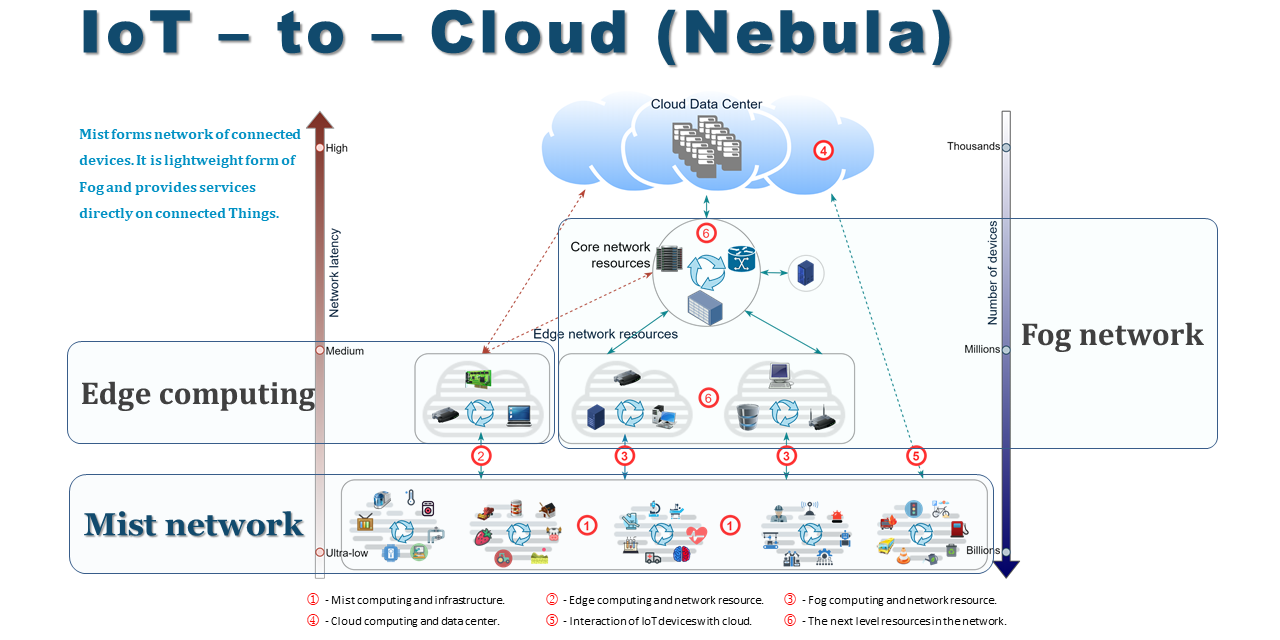 IoT – to – Cloud (Nebula)
Mist forms network of connected
devices. It is lightweight form of
Fog and provides services
directly on connected Things.
High
Network latency
Medium
Ultra-low
Cloud Data Center
4
Thousands
Number of devices
Millions
Billions
6
Core network
resources
Edge network resources
Fog network
Edge computing
6
2
3
3
5
Mist network
1
1
① - Mist computing and infrastructure.
② - Edge computing and network resource.
③ - Fog computing and network resource.
④ - Cloud computing and data center.
⑤ - Interaction of IoT devices with cloud.
⑥ - The next level resources in the network.